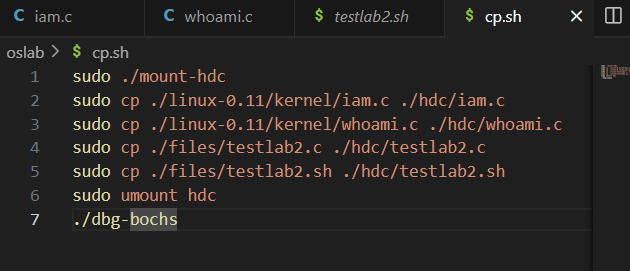 iam.c whoami.c testlab2.sh cp.sh
oslab > cp.sh
1 sudo ./mount-hdc
2 sudo cp ./linux-0.11/kernel/iam.c ./hdc/iam.c
3 sudo cp ./linux-0.11/kernel/whoami.c ./hdc/whoami.c
4 sudo cp ./files/testlab2.c ./hdc/testlab2.c
5 sudo cp ./files/testlab2.sh ./hdc/testlab2.sh
6 sudo umount hdc
7 ./dbg-bochs